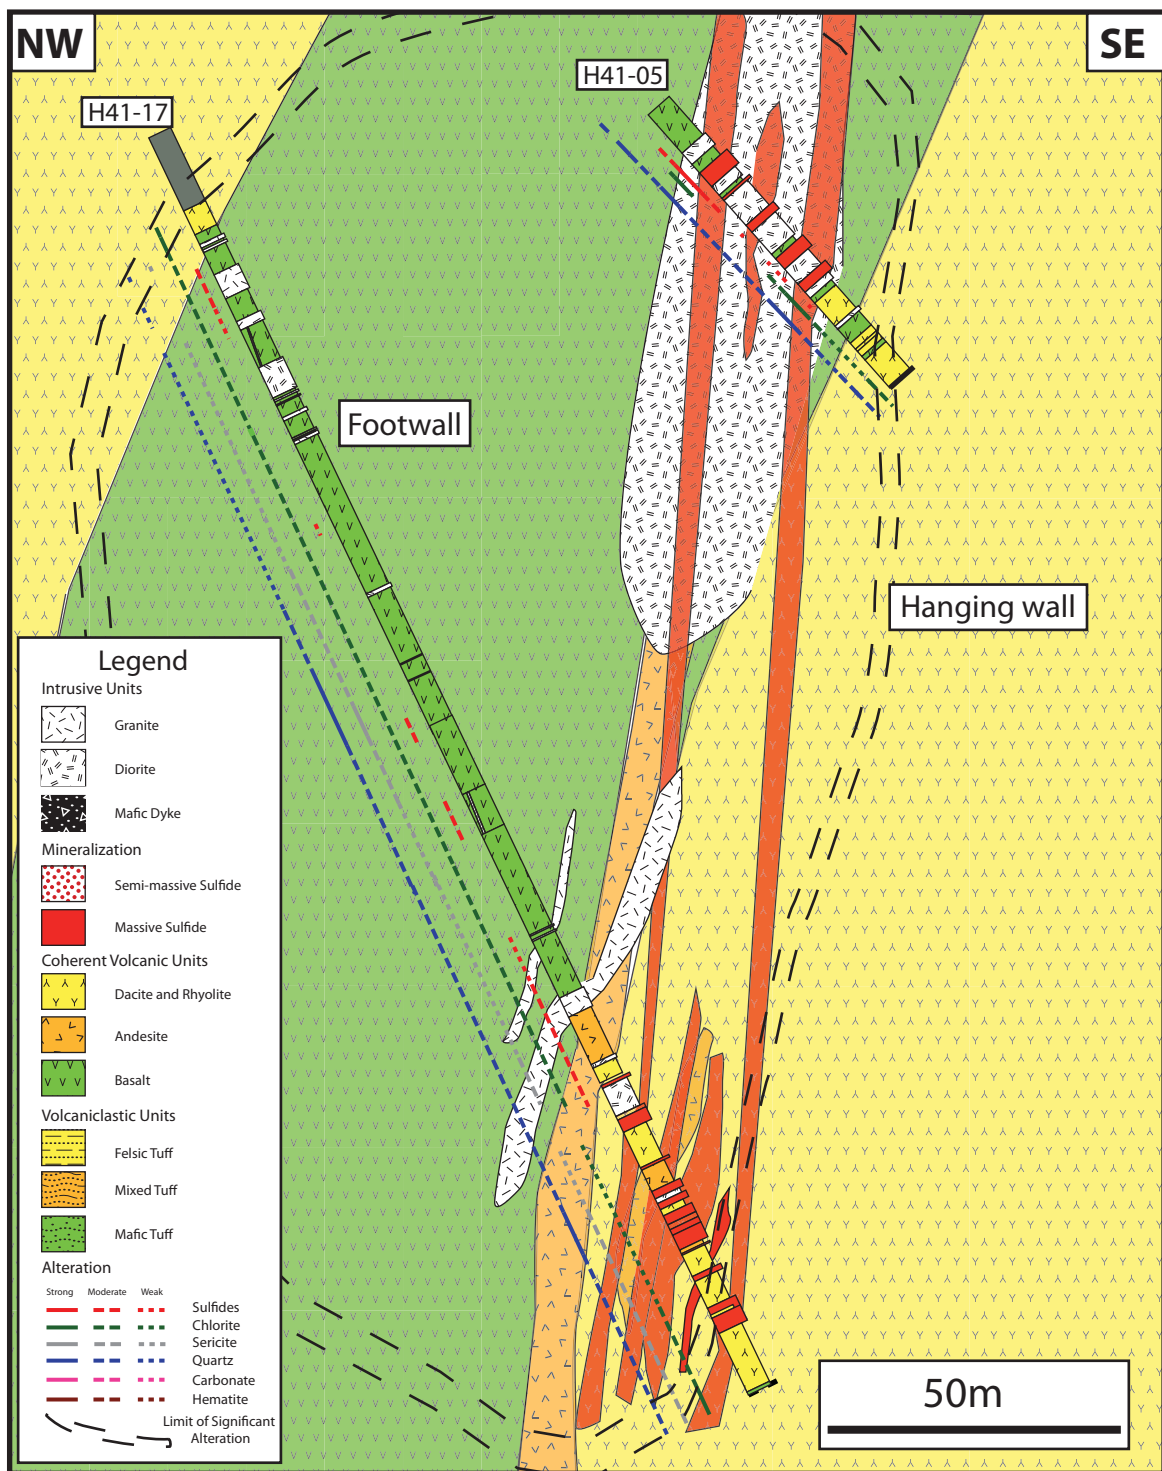 NW
SE
H41-05
H41-17
Footwall
Hanging wall
Legend
Intrusive Units
Granite
Diorite
Mafic Dyke
Mineralization
Semi-massive Sulfide
Massive Sulfide
Coherent Volcanic Units
Dacite and Rhyolite
Andesite
Basalt
Volcaniclastic Units
Felsic Tuff
Mixed Tuff
Mafic Tuff
Alteration
Strong Moderate Weak
Sulfides
Chlorite
Sericite
Quartz
Carbonate
Hematite
Limit of Significant
Alteration
50m